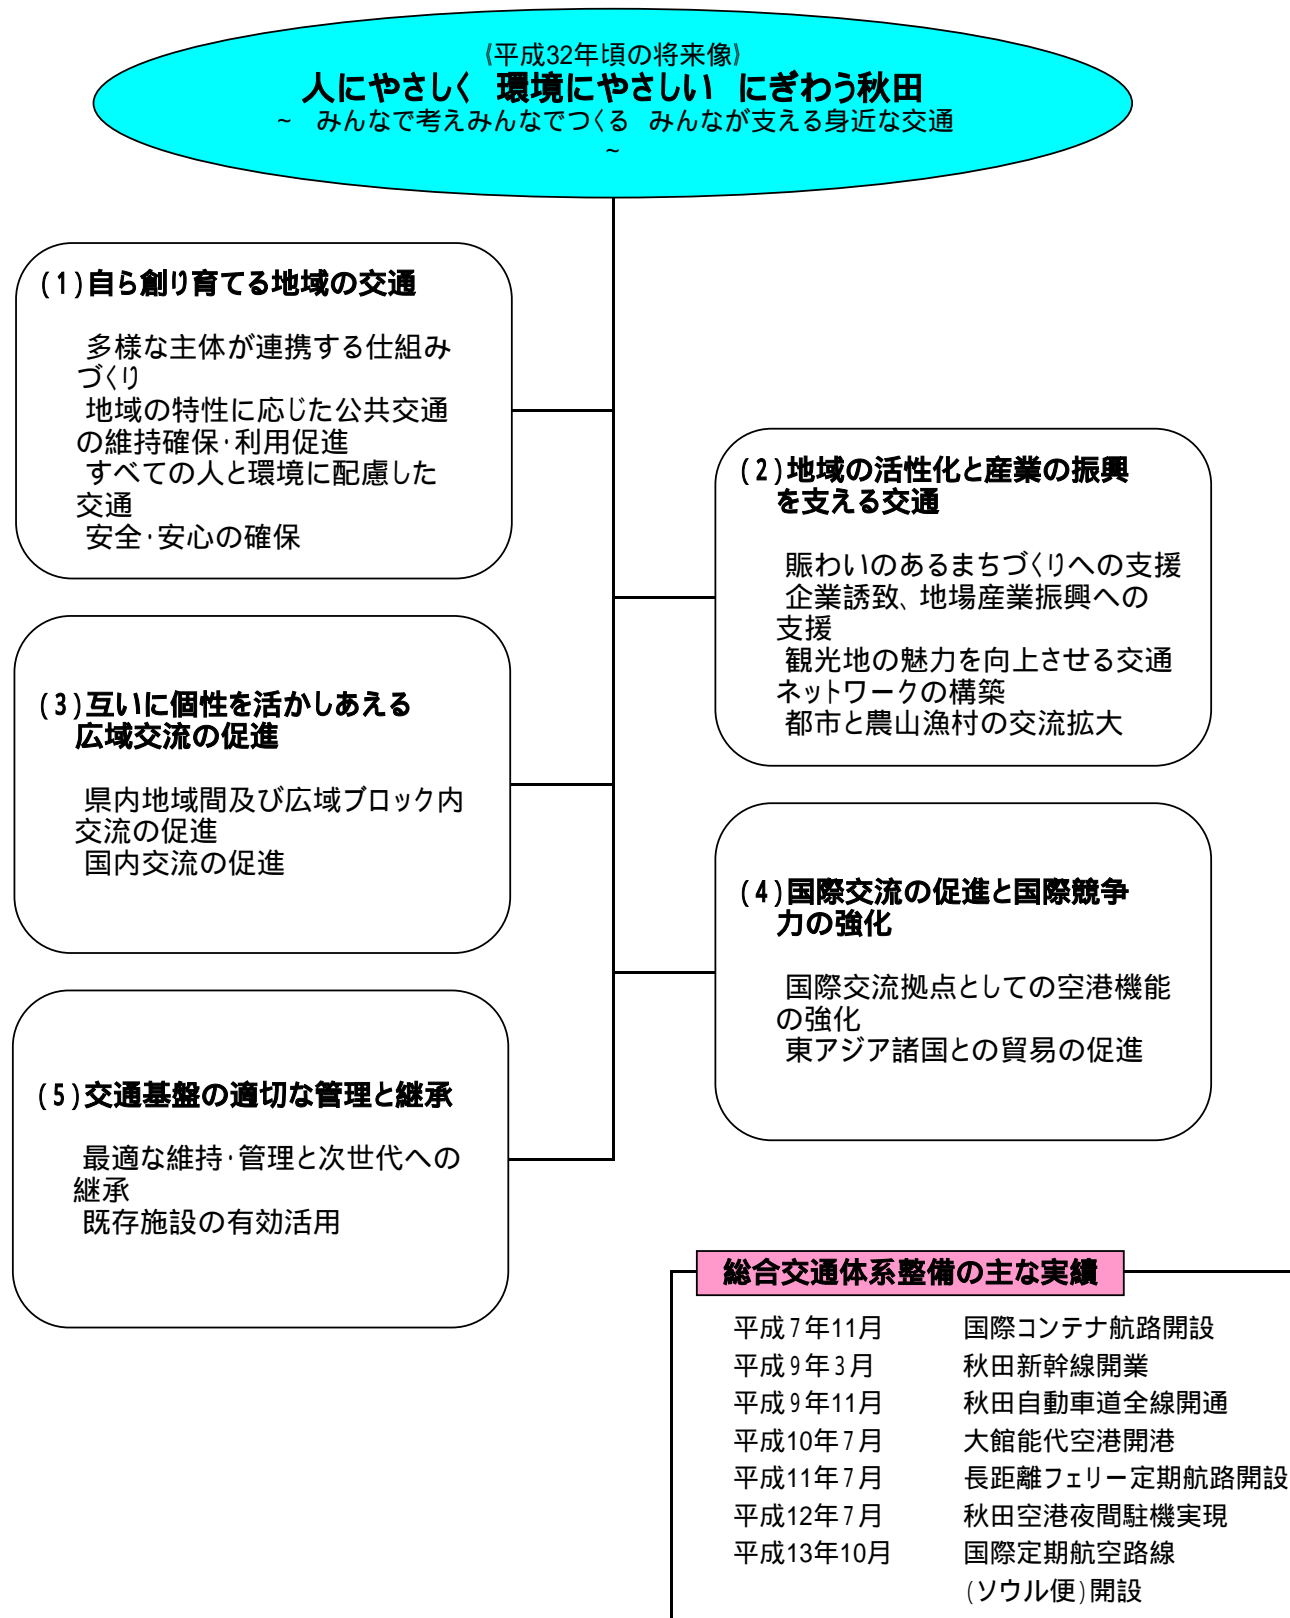 《平成32年頃の将来像》
人にやさしく 環境にやさしい にぎわう秋田
~ みんなで考えみんなでつくる みんなが支える身近な交通
~
(1)自ら創り育てる地域の交通
多様な主体が連携する仕組み
づくり
地域の特性に応じた公共交通
の維持確保・利用促進
すべての人と環境に配慮した
交通
安全・安心の確保
(2)地域の活性化と産業の振興
を支える交通
賑わいのあるまちづくりへの支援
企業誘致、地場産業振興への
支援
観光地の魅力を向上させる交通
ネットワークの構築
都市と農山漁村の交流拡大
(3)互いに個性を活かしあえる
広域交流の促進
県内地域間及び広域ブロック内
交流の促進
国内交流の促進
(4)国際交流の促進と国際競争
力の強化
国際交流拠点としての空港機能
の強化
東アジア諸国との貿易の促進
(5)交通基盤の適切な管理と継承
最適な維持・管理と次世代への
継承
既存施設の有効活用
総合交通体系整備の主な実績
平成7年11月 国際コンテナ航路開設
平成9年3月 秋田新幹線開業
平成9年11月 秋田自動車道全線開通
平成10年7月 大館能代空港開港
平成11年7月 長距離フェリー定期航路開設
平成12年7月 秋田空港夜間駐機実現
平成13年10月 国際定期航空路線
(ソウル便)開設